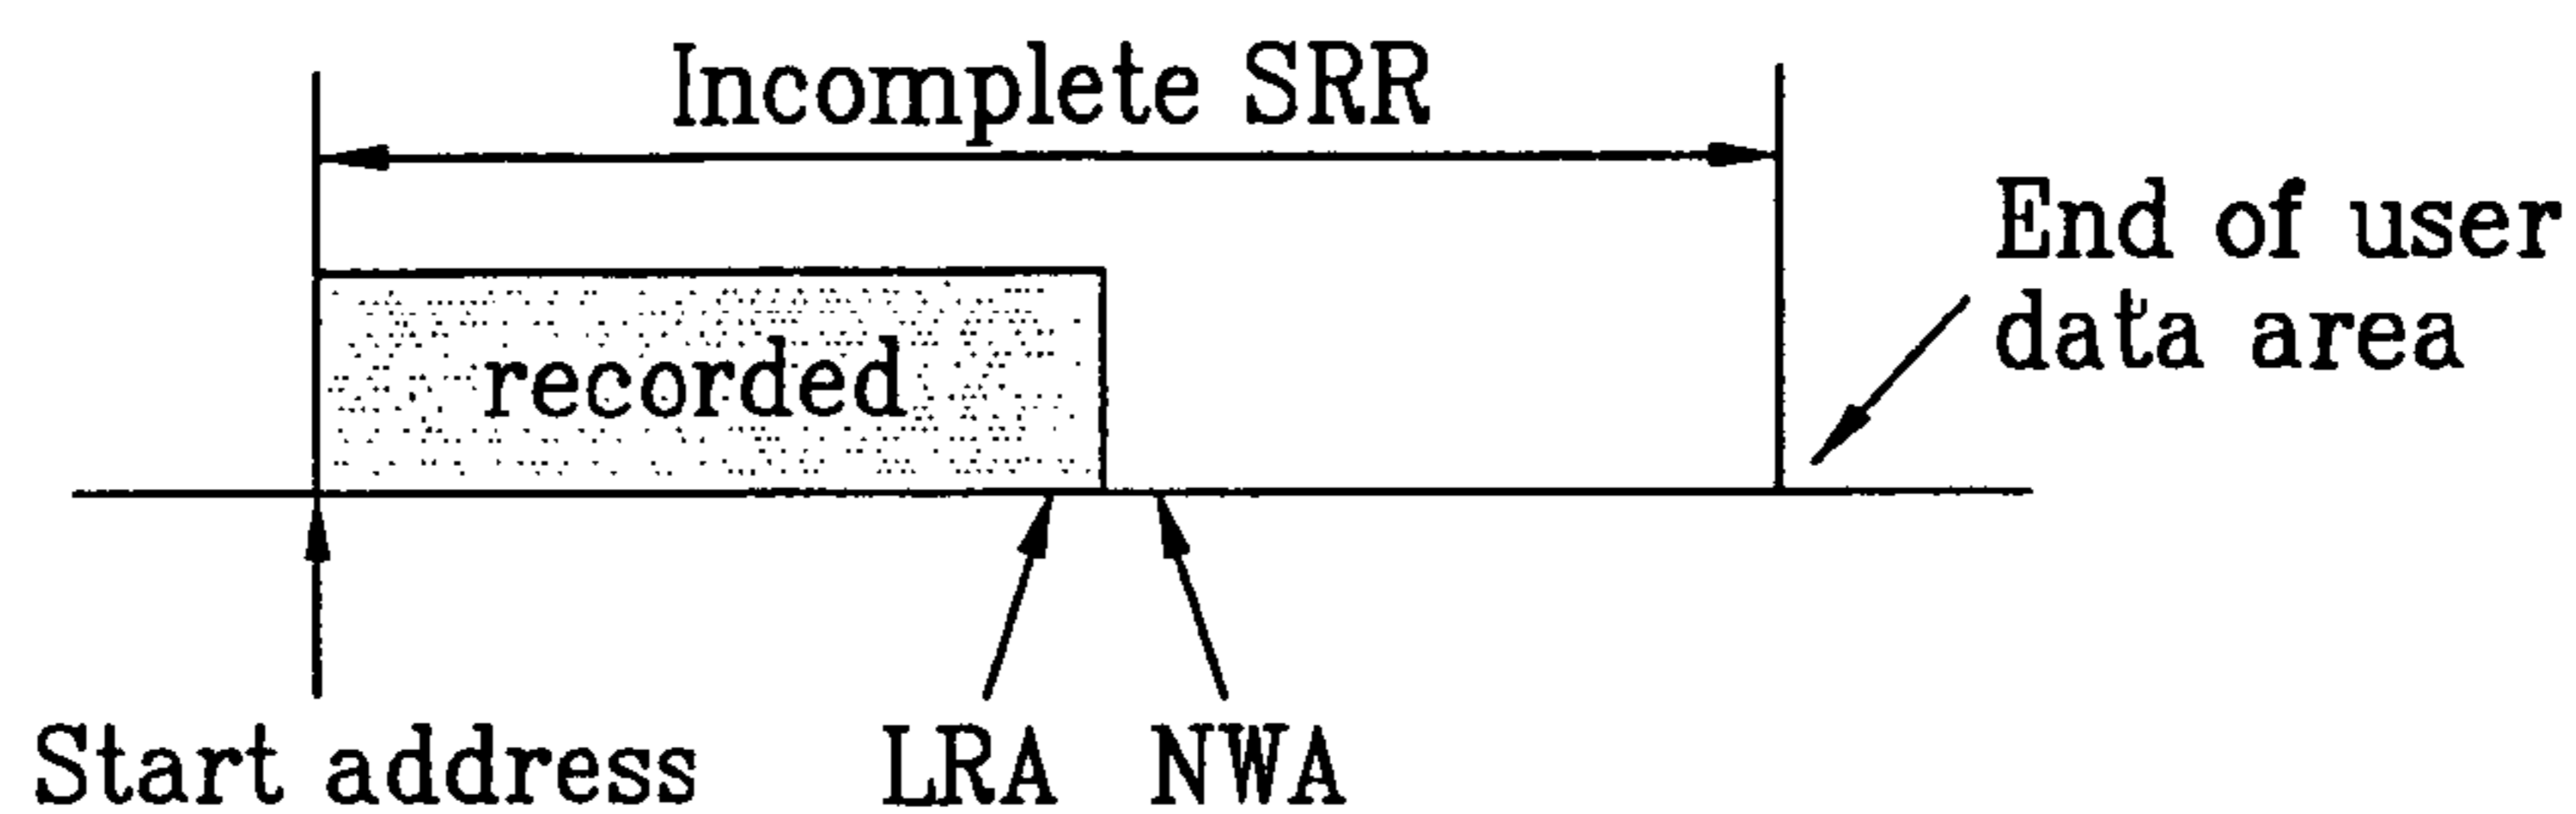 Incomplete SRR
End of user
data area
recorded
Start address
LRA
NWA